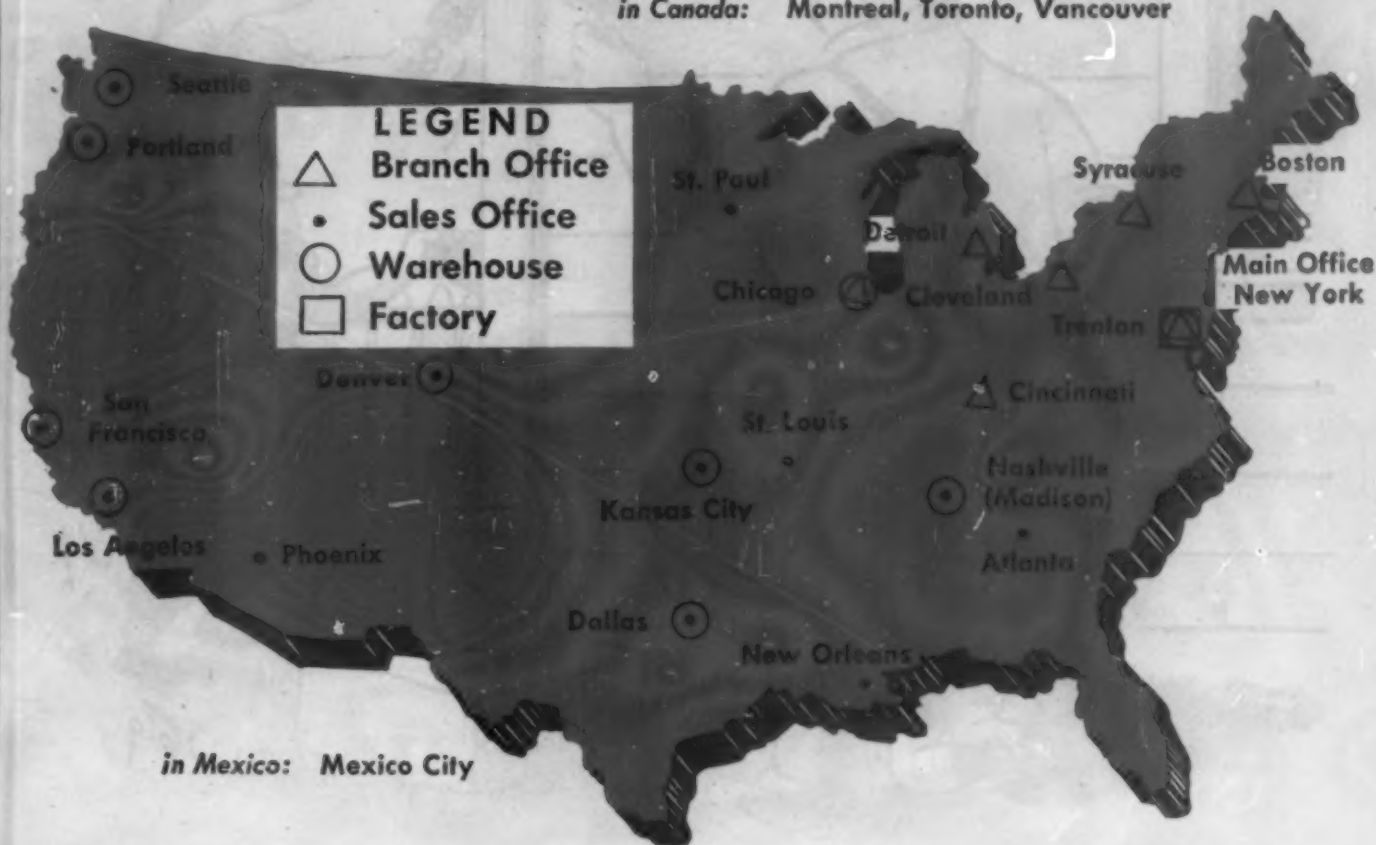 in Canada: Montreal, Toronto, Vancouver
Seattle
Portland
LEGEND
Branch Office
Sales Office
Warehouse
Factory
St. Paul
Syracuse
Boston
Detroit
Chicago
Cleveland
Main Office
New York
Trenton
Denver
Cincinnati
San
Francisco
St. Louis
Nashville
(Madison)
Kansas City
Los Angelos
Phoenix
Atlanta
Dallas
New Orleans
in Mexico: Mexico City